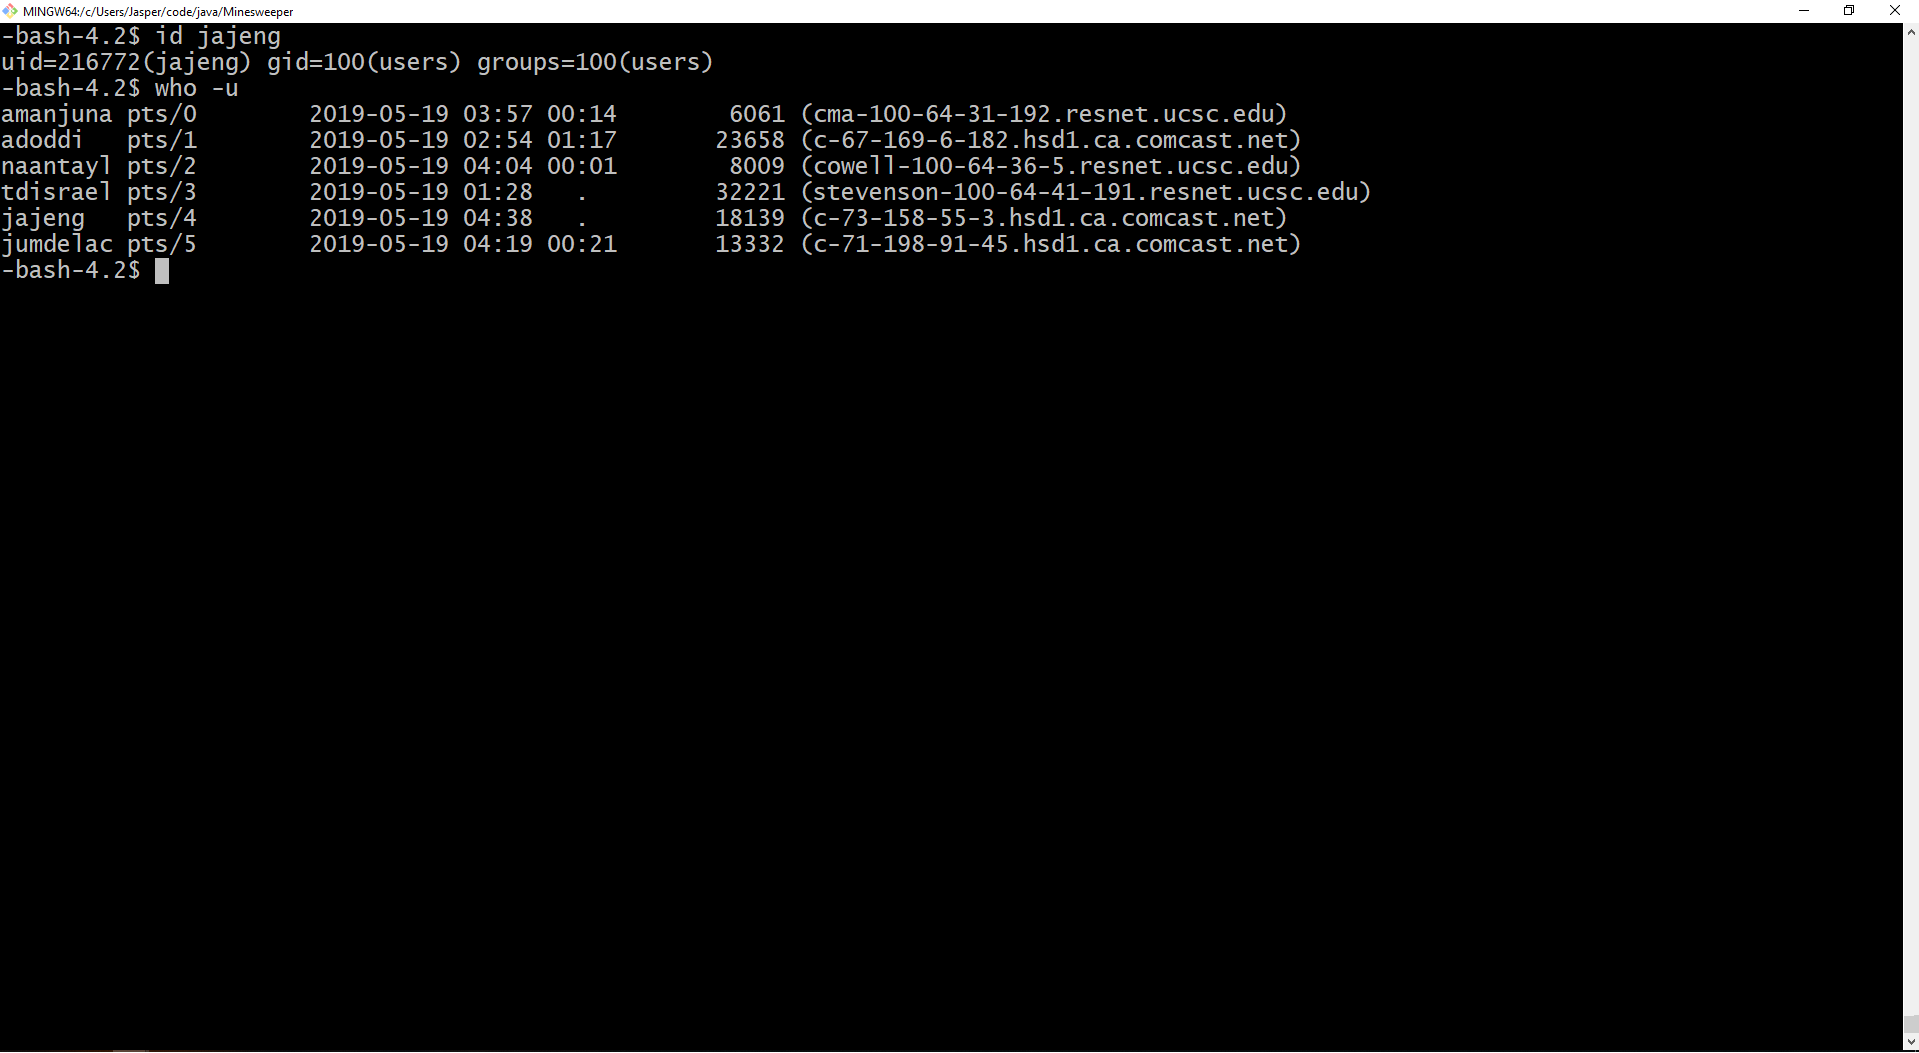 MINGW64:/c/Users/Jasper/code/java/Minesweeper
-bash-4.2$ id jajeng
uid=216772(jajeng) gid=100(users) groups=100(users)
-bash-4.2$ who -u
amanjuna pts/0        2019-05-19 03:57 00:14        6061 (cma-100-64-31-192.resnet.ucsc.edu)
adoddi   pts/1        2019-05-19 02:54 01:17       23658 (c-67-169-6-182.hsd1.ca.comcast.net)
naantayl pts/2        2019-05-19 04:04 00:01        8009 (cowell-100-64-36-5.resnet.ucsc.edu)
tdisrael pts/3        2019-05-19 01:28   .         32221 (stevenson-100-64-41-191.resnet.ucsc.edu)
jajeng   pts/4        2019-05-19 04:38   .         18139 (c-73-158-55-3.hsd1.ca.comcast.net)
jumdelac pts/5        2019-05-19 04:19 00:21       13332 (c-71-198-91-45.hsd1.ca.comcast.net)
-bash-4.2$